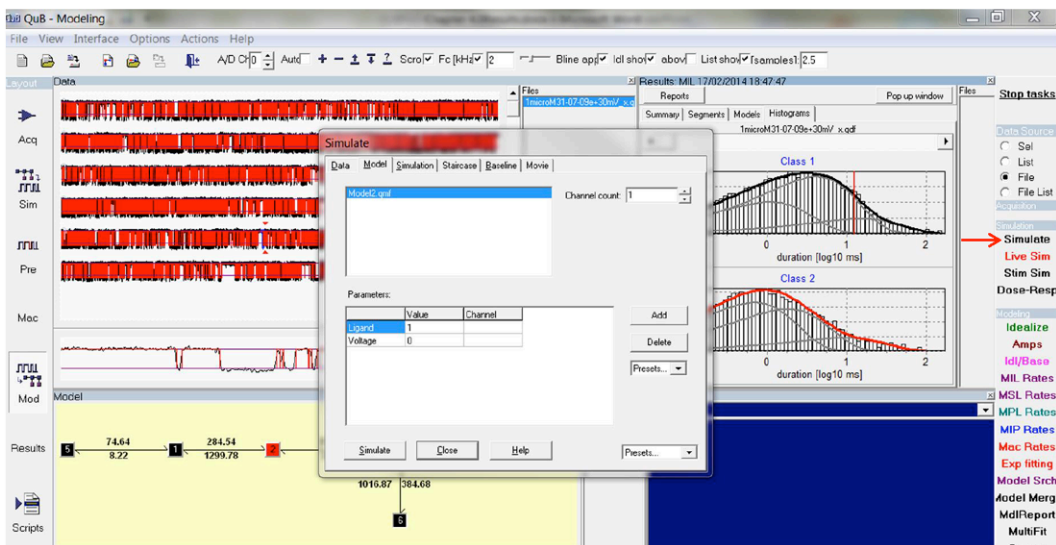 QuB - Modeling
File View Interface Options Actions Help
A/D Ch 0 Aut Scro Fc [kHz 2 Bline app Idl sho abov List sho [samples]: 2.5
Layout
Data
Files
Results: MIL 17/02/2014 18:47:47
Files
Stop tasks
1microM31-07-09e+30mV_x.q
Reports
Pop up window
Summary Segments Models Histograms
1microM31-07-09e+30mV_x.qdf
Acq
Sim
Pre
Mac
Mod
Results
Scripts
Simulate
Data Model Simulation Staircase Baseline Movie
Model2.qmf
Channel count: 1
Parameters:
Value Channel
Ligand 1
Voltage 0
Add
Delete
Presets...
Simulate Close Help Presets...
Class 1
0 1 2
duration [log10 ms]
Class 2
0 1 2
duration [log10 ms]
Data Source
Sel
List
File
File List
Acquisition
Simulation
Simulate
Live Sim
Stim Sim
Dose-Resp
Modeling
Idealize
Amps
Idl/Base
MIL Rates
MSL Rates
MPL Rates
MIP Rates
Mac Rates
Exp fitting
Model Srch
Model Merg
MdlReport
MultiFit
Model
5 74.64 1 284.54 2
8.22 1299.78
1016.87 384.68
6